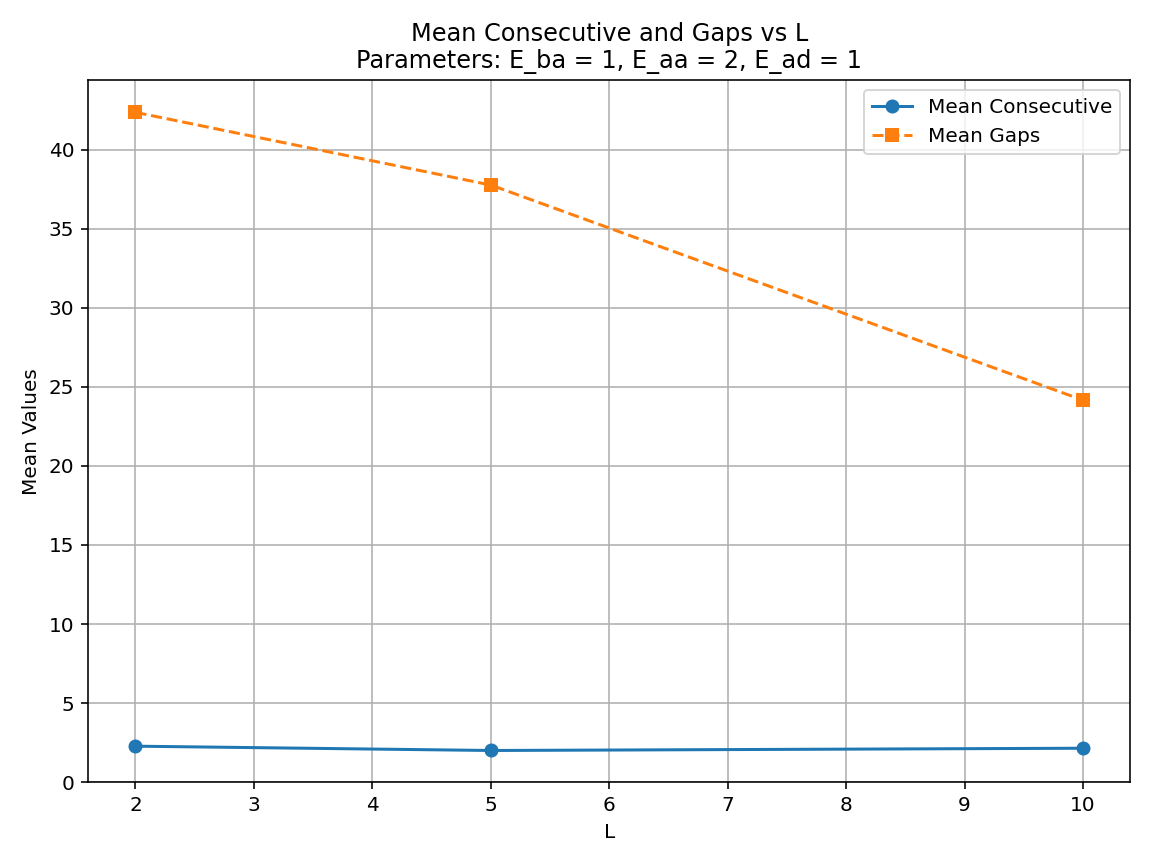 Mean Consecutive and Gaps vs L
Parameters: E_ba = 1, E_aa = 2, E_ad = 1
Mean Consecutive
Mean Gaps
Mean Values
40
35
30
25
20
15
10
5
0
2 3 4 5 6 7 8 9 10
L